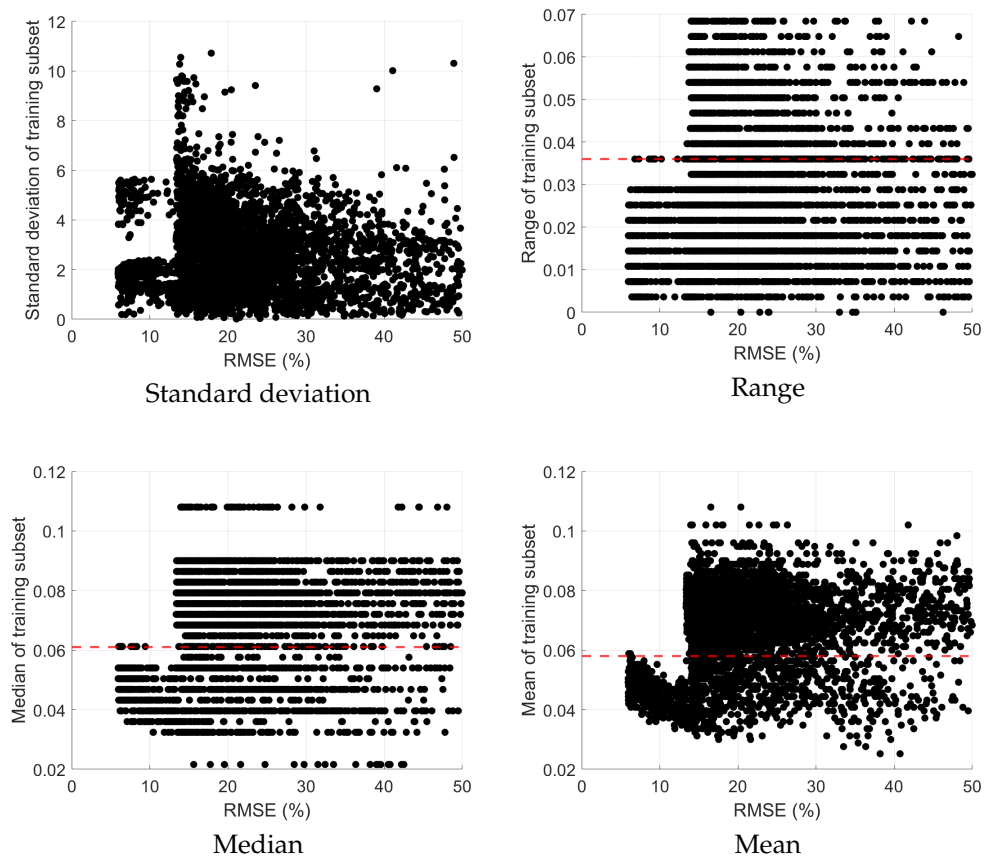 12
10
8
6
4
2
0
Standard deviation of training subset
0 10 20 30 40 50
RMSE (%)
Standard deviation
0.07
0.06
0.05
0.04
0.03
0.02
0.01
0
Range of training subset
0 10 20 30 40 50
RMSE (%)
Range
0.12
0.1
0.08
0.06
0.04
0.02
Median of training subset
0 10 20 30 40 50
RMSE (%)
Median
0.12
0.1
0.08
0.06
0.04
0.02
Mean of training subset
0 10 20 30 40 50
RMSE (%)
Mean